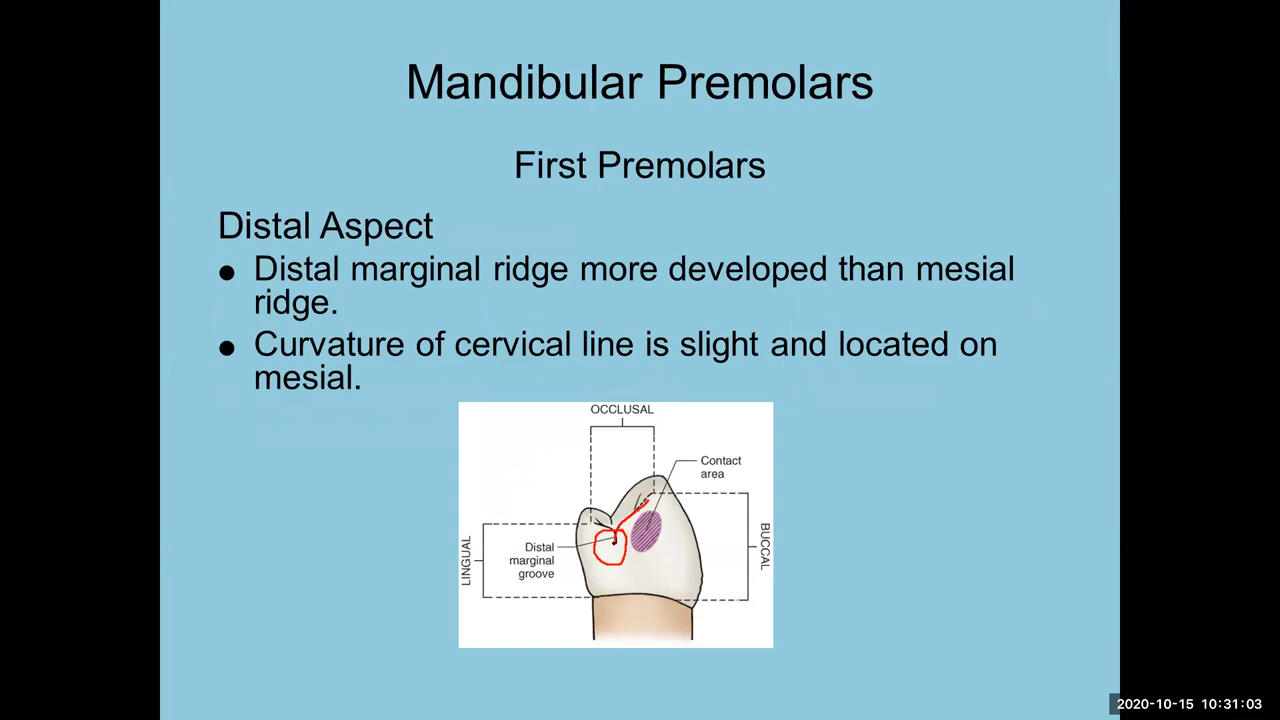 Mandibular Premolars
First Premolars
Distal Aspect
● Distal marginal ridge more developed than mesial
ridge.
● Curvature of cervical line is slight and located on
mesial.
OCCLUSAL
Contact
area
LINGUAL
Distal
marginal
groove
BUCCAL
2020-10-15 10:31:03